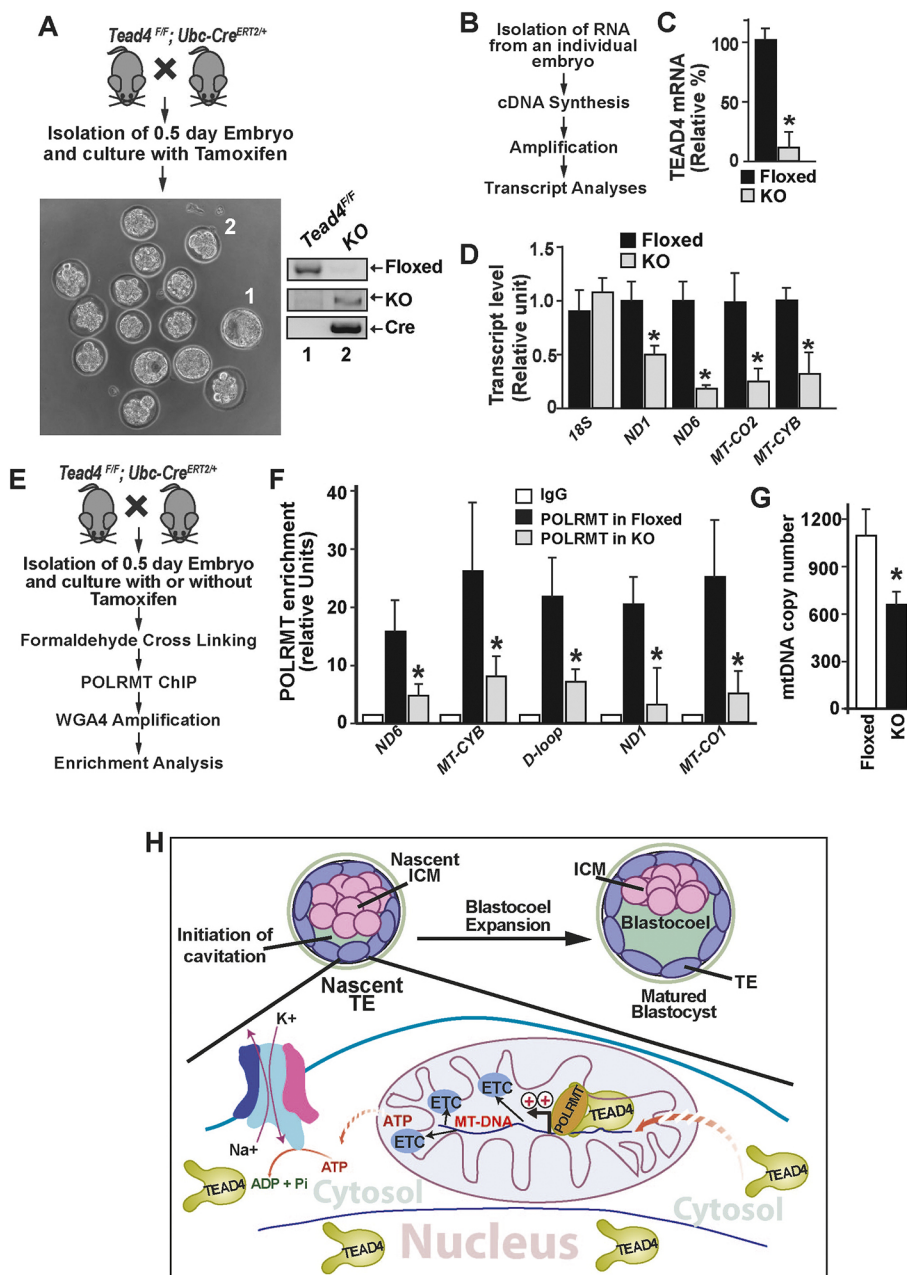 A
Tead4 F/F; Ubc-CreERT2/+
Isolation of 0.5 day Embryo
and culture with Tamoxifen
2
1
Tead4F/F
KO
Floxed
KO
Cre
1 2
B
Isolation of RNA
from an individual
embryo
cDNA Synthesis
Amplification
Transcript Analyses
C
TEAD4 mRNA
(Relative %)
100
50
0
*
Floxed
KO
D
Transcript level
(Relative unit)
1.5
1.0
0.5
0
Floxed
KO
* * * *
18S
ND1
ND6
MT-CO2
MT-CYB
E
Tead4 F/F; Ubc-CreERT2/+
Isolation of 0.5 day Embryo
and culture with or without
Tamoxifen
Formaldehyde Cross Linking
POLRMT ChIP
WGA4 Amplification
Enrichment Analysis
F
POLRMT enrichment
(relative Units)
40
30
20
10
0
IgG
POLRMT in Floxed
POLRMT in KO
* * * * *
ND6
MT-CYB
D-loop
ND1
MT-CO1
G
mtDNA copy number
1200
900
600
300
0
*
Floxed
KO
H
Nascent
ICM
Initiation of
cavitation
Nascent
TE
Blastocoel
Expansion
ICM
Blastocoel
TE
Matured
Blastocyst
K+
Na+
ADP + Pi
ATP
ATP
ETC
ETC
ETC
MT-DNA
+ +
POLRMT
TEAD4
TEAD4
Cytosol
Cytosol
TEAD4
TEAD4
Nucleus
TEAD4